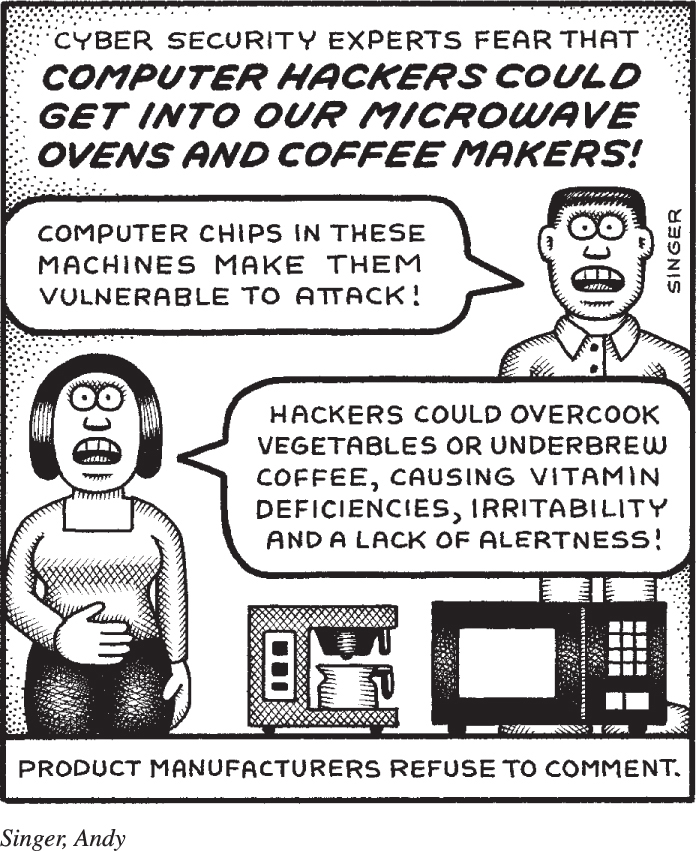 CYBER SECURITY EXPERTS FEAR THAT
COMPUTER HACKERS COULD
GET INTO OUR MICROWAVE
OVENS AND COFFEE MAKERS!
COMPUTER CHIPS IN THESE
MACHINES MAKE THEM
VULNERABLE TO ATTACK!
SINGER
HACKERS COULD OVERCOOK
VEGETABLES OR UNDERBREW
COFFEE, CAUSING VITAMIN
DEFICIENCIES, IRRITABILITY
AND A LACK OF ALERTNESS!
PRODUCT MANUFACTURERS REFUSE TO COMMENT.
Singer, Andy